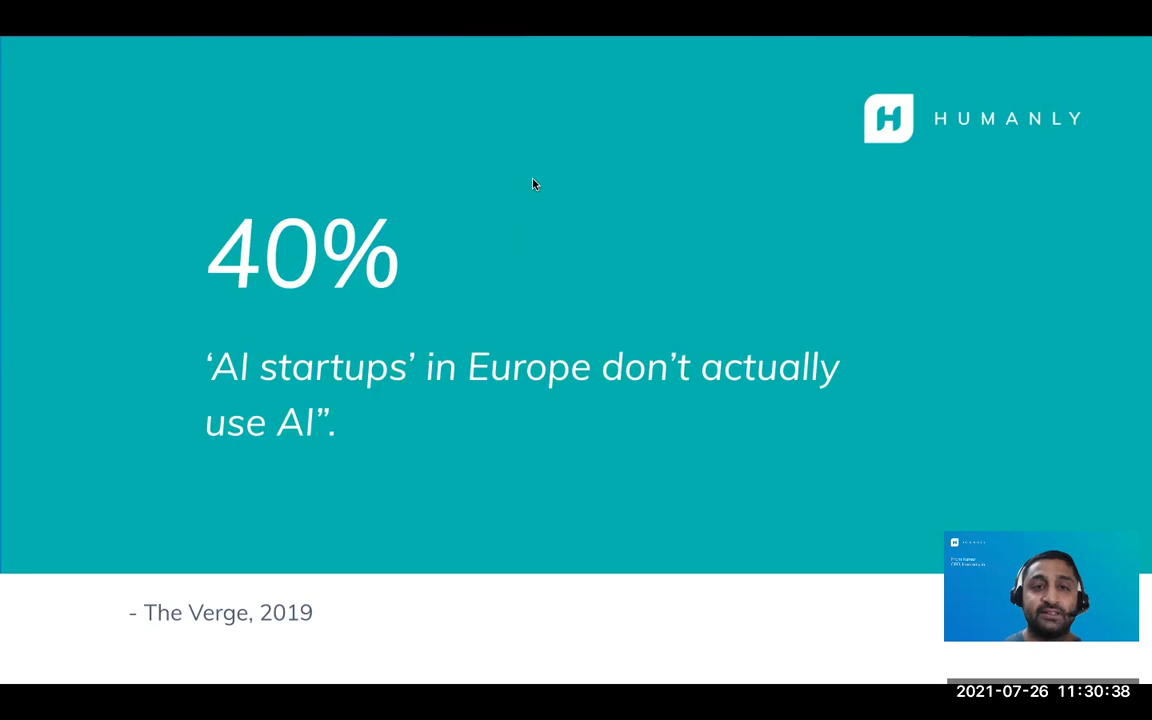 HUMANLY
40%
‘AI startups’ in Europe don’t actually
use AI”.
- The Verge, 2019
2021-07-26 11:30:38